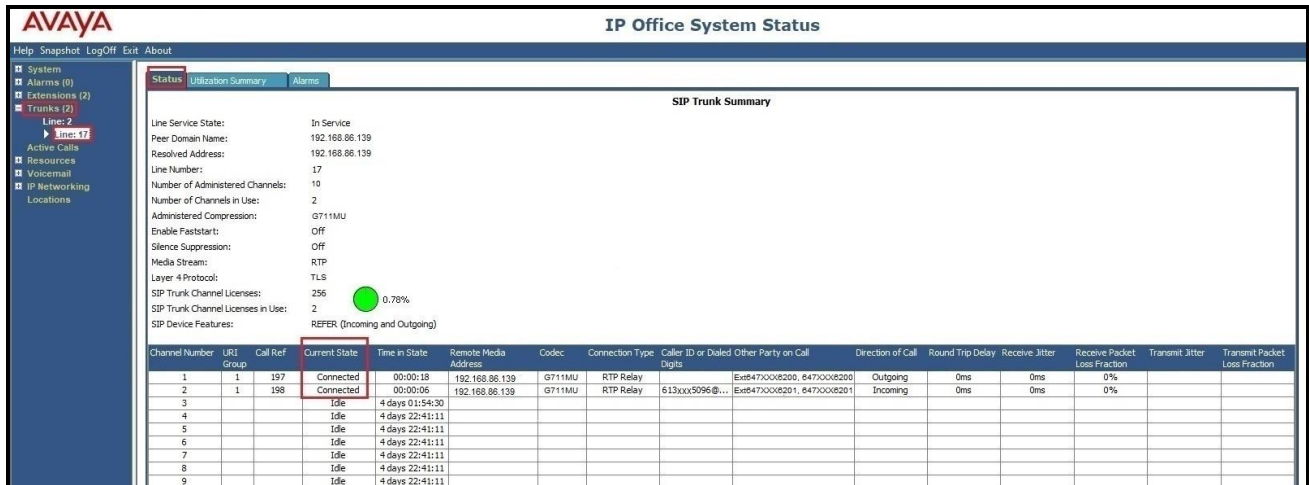 AVAYA
IP Office System Status
Help Snapshot LogOff Exit About
System
Alarms (0)
Extensions (2)
Trunks (2)
Line: 2
Line: 17
Active Calls
Resources
Voicemail
IP Networking
Locations
Status Utilization Summary Alarms
SIP Trunk Summary
Line Service State: In Service
Peer Domain Name: 192.168.86.139
Resolved Address: 192.168.86.139
Line Number: 17
Number of Administered Channels: 10
Number of Channels in Use: 2
Administered Compression: G711MU
Enable Faststart: Off
Silence Suppression: Off
Media Stream: RTP
Layer 4 Protocol: TLS
SIP Trunk Channel Licenses: 256
0.78%
SIP Trunk Channel Licenses in Use: 2
SIP Device Features: REFER (Incoming and Outgoing)
Channel Number URI Group Call Ref Current State Time in State Remote Media Address Codec Connection Type Caller ID or Dialed Digits Other Party on Call Direction of Call Round Trip Delay Receive Jitter Receive Packet Loss Fraction Transmit Jitter Transmit Packet Loss Fraction
1 1 197 Connected 00:00:18 192.168.86.139 G711MU RTP Relay Ext647XXX6200, 647XXX6200 Outgoing 0ms 0ms 0%
2 1 198 Connected 00:00:06 192.168.86.139 G711MU RTP Relay 613xxx5096@... Ext647XXX6201, 647XXX6201 Incoming 0ms 0ms 0%
3 Idle 4 days 01:54:30
4 Idle 4 days 22:41:11
5 Idle 4 days 22:41:11
6 Idle 4 days 22:41:11
7 Idle 4 days 22:41:11
8 Idle 4 days 22:41:11
9 Idle 4 days 22:41:11